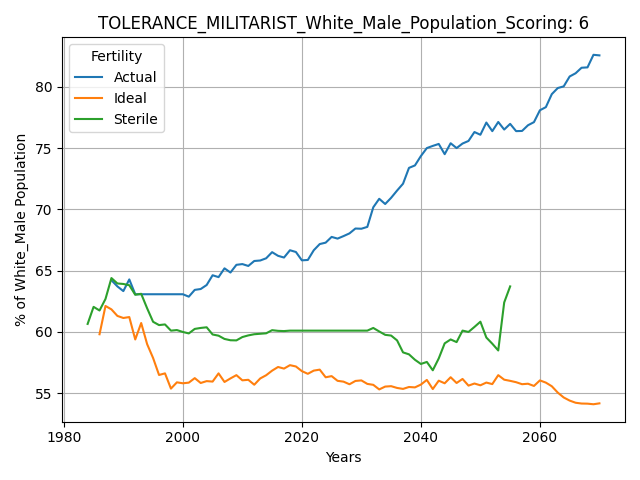 TOLERANCE_MILITARIST_White_Male_Population_Scoring: 6
Fertility
Actual
Ideal
Sterile
% of White_Male Population
80
75
70
65
60
55
1980
2000
2020
2040
2060
Years